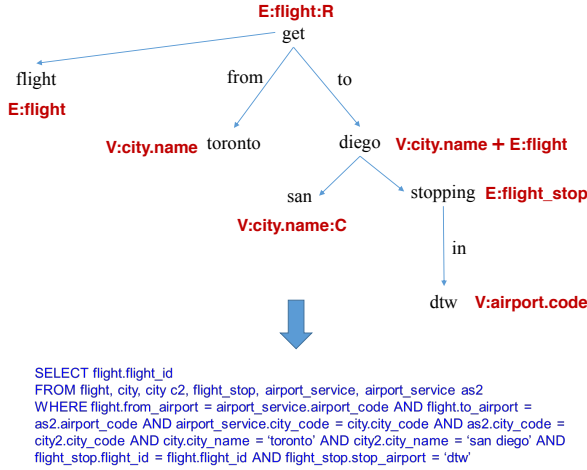 E:flight:R
get
from
to
flight
E:flight
V:city.name toronto
diego V:city.name + E:flight
san
V:city.name:C
stopping E:flight_stop
in
dtw V:airport.code
SELECT flight.flight_id
FROM flight, city, city c2, flight_stop, airport_service, airport_service as2
WHERE flight.from_airport = airport_service.airport_code AND flight.to_airport =
as2.airport_code AND airport_service.city_code = city.city_code AND as2.city_code =
city2.city_code AND city.city_name = ‘toronto’ AND city2.city_name = ‘san diego’ AND
flight_stop.flight_id = flight.flight_id AND flight_stop.stop_airport = ‘dtw’